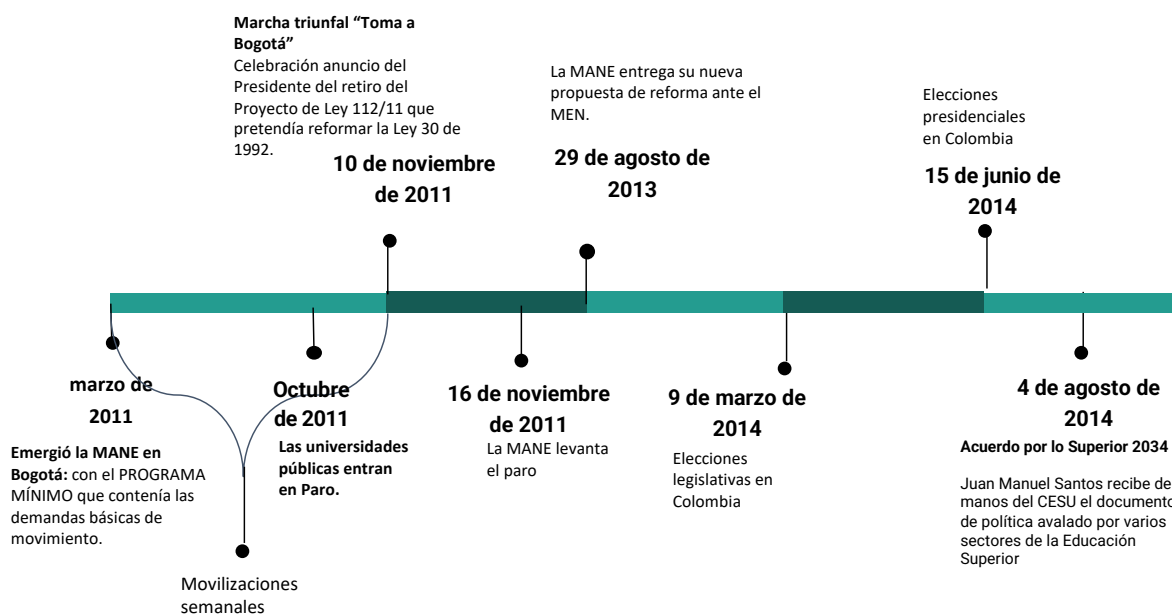 Marcha triunfal “Toma a
Bogotá”
Celebración anuncio del
Presidente del retiro del
Proyecto de Ley 112/11 que
pretendía reformar la Ley 30 de
1992.
10 de noviembre
de 2011
La MANE entrega su nueva
propuesta de reforma ante el
MEN.
29 de agosto de
2013
Elecciones
presidenciales
en Colombia
15 de junio de
2014
marzo de
2011
Emergió la MANE en
Bogotá: con el PROGRAMA
MÍNIMO que contenía las
demandas básicas de
movimiento.
Movilizaciones
semanales
Octubre
de 2011
Las universidades
públicas entran
en Paro.
16 de noviembre
de 2011
La MANE levanta
el paro
9 de marzo de
2014
Elecciones
legislativas en
Colombia
4 de agosto de
2014
Acuerdo por lo Superior 2034
Juan Manuel Santos recibe de
manos del CESU el documento
de política avalado por varios
sectores de la Educación
Superior